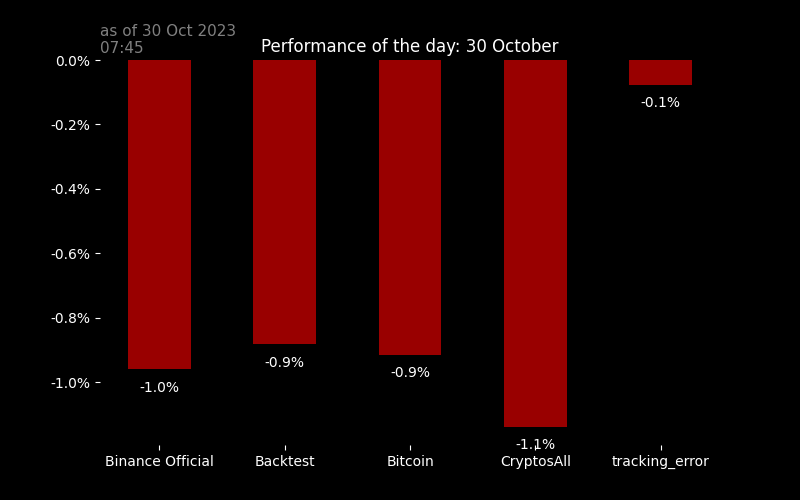 as of 30 Oct 2023
07:45
Performance of the day: 30 October
0.0%
-0.2%
-0.4%
-0.6%
-0.8%
-1.0%
-1.0%
-0.9%
-0.9%
-1.1%
-0.1%
Binance Official
Backtest
Bitcoin
CryptosAll
tracking_error